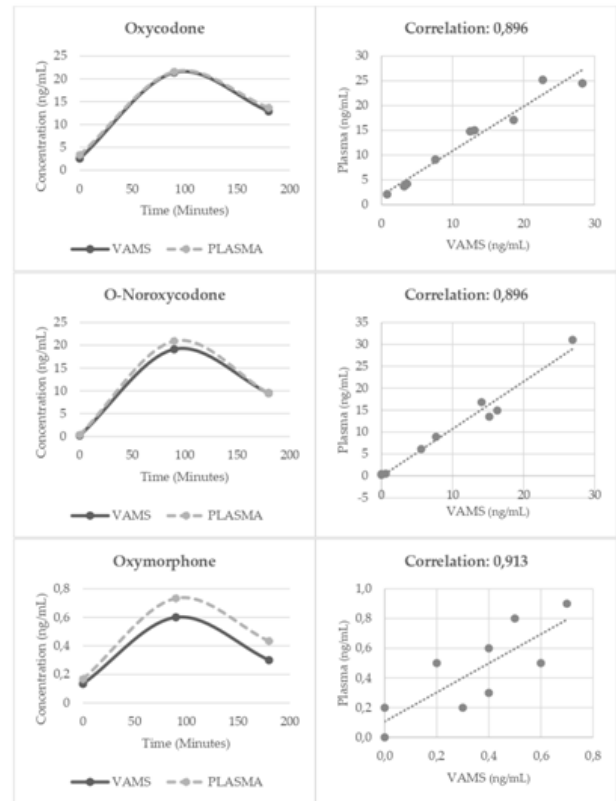 Oxycodone
Concentration (ng/mL)
25
20
15
10
5
0
0 50 100 150 200
Time (Minutes)
VAMS PLASMA
Correlation: 0,896
Plasma (ng/mL)
30
25
20
15
10
5
0
0 10 20 30
VAMS (ng/mL)
O-Noroxycodone
Concentration (ng/mL)
25
20
15
10
5
0
0 50 100 150 200
Time (Minutes)
VAMS PLASMA
Correlation: 0,896
Plasma (ng/mL)
35
30
25
20
15
10
5
0
-5
0 10 20 30
VAMS (ng/mL)
Oxymorphone
Concentration (ng/mL)
0,8
0,6
0,4
0,2
0
0 50 100 150 200
Time (Minutes)
VAMS PLASMA
Correlation: 0,913
Plasma (ng/mL)
1,0
0,8
0,6
0,4
0,2
0,0
0,0 0,2 0,4 0,6 0,8
VAMS (ng/mL)